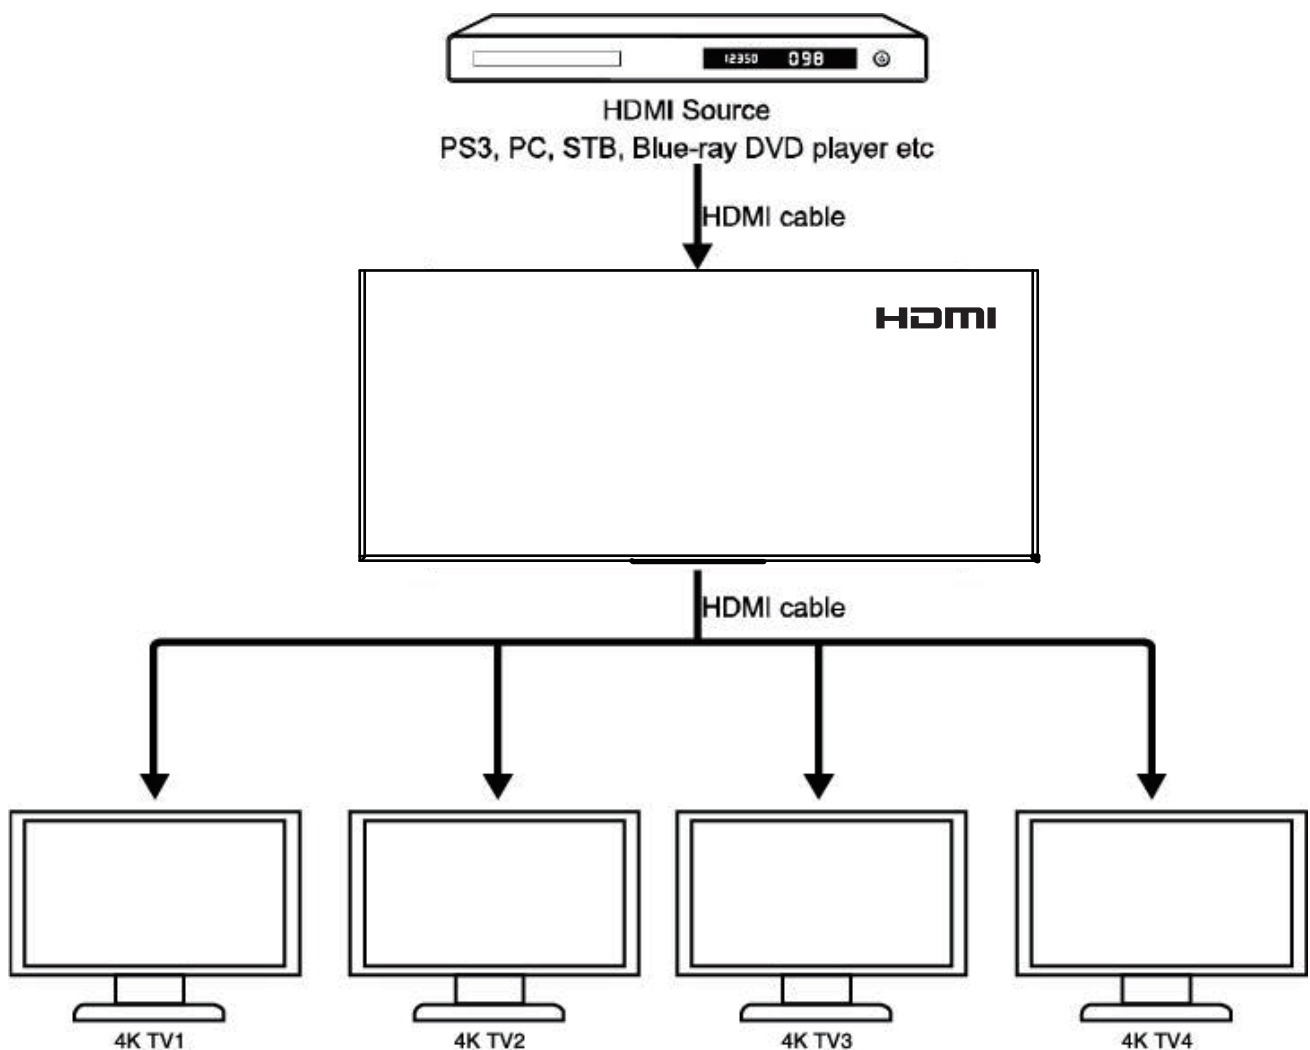 12350 098
HDMI Source
PS3, PC, STB, Blue-ray DVD player etc
HDMI cable
HDMI
HDMI cable
4K TV1
4K TV2
4K TV3
4K TV4